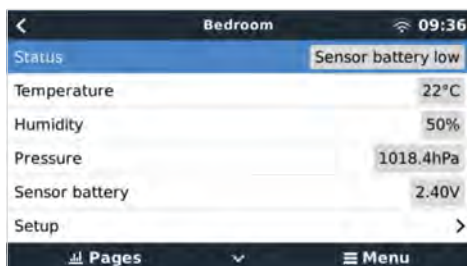 Bedroom 09:36
Status Sensor battery low
Temperature 22°C
Humidity 50%
Pressure 1018.4hPa
Sensor battery 2.40V
Setup
Pages Menu